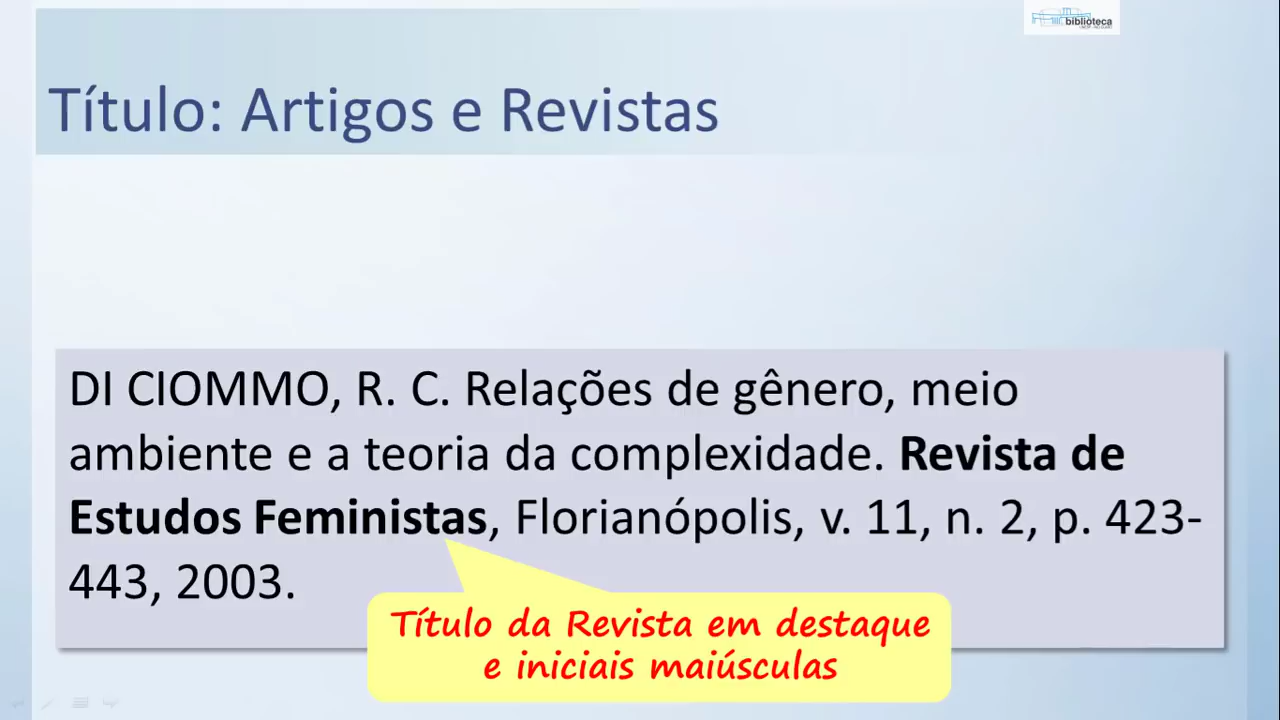 biblioteca
Título: Artigos e Revistas
DI CIOMMO, R. C. Relações de gênero, meio
ambiente e a teoria da complexidade. Revista de
Estudos Feministas, Florianópolis, v. 11, n. 2, p. 423-
443, 2003.
Título da Revista em destaque
e iniciais maiúsculas